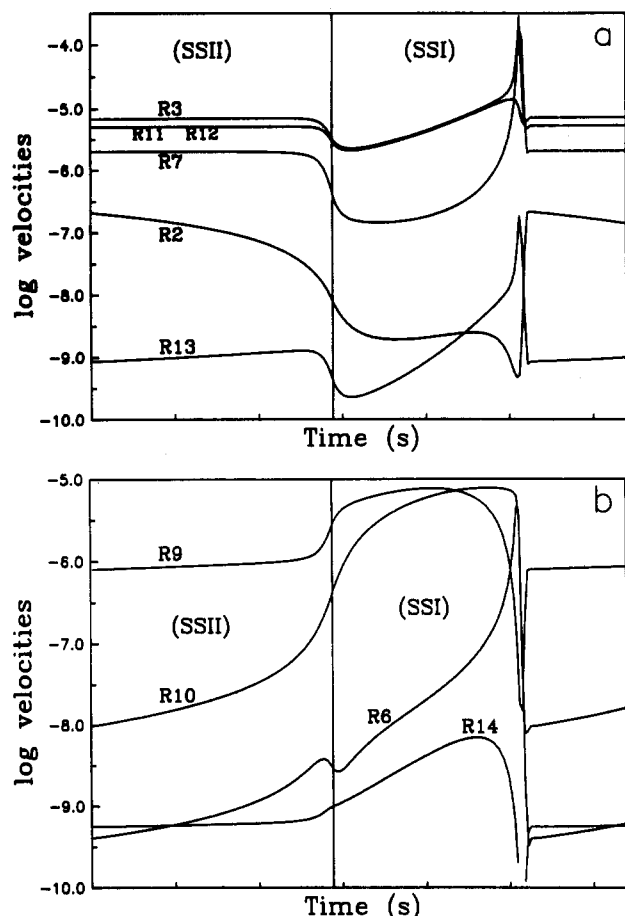 a
(SSII) (SSI)
-4.0
-5.0
-6.0
-7.0
-8.0
-9.0
-10.0
log velocities
R3
R11 R12
R7
R2
R13
Time (s)
b
-5.0
-6.0
-7.0
-8.0
-9.0
-10.0
log velocities
R9
(SSII) (SSI)
R10
R6
R14
Time (s)